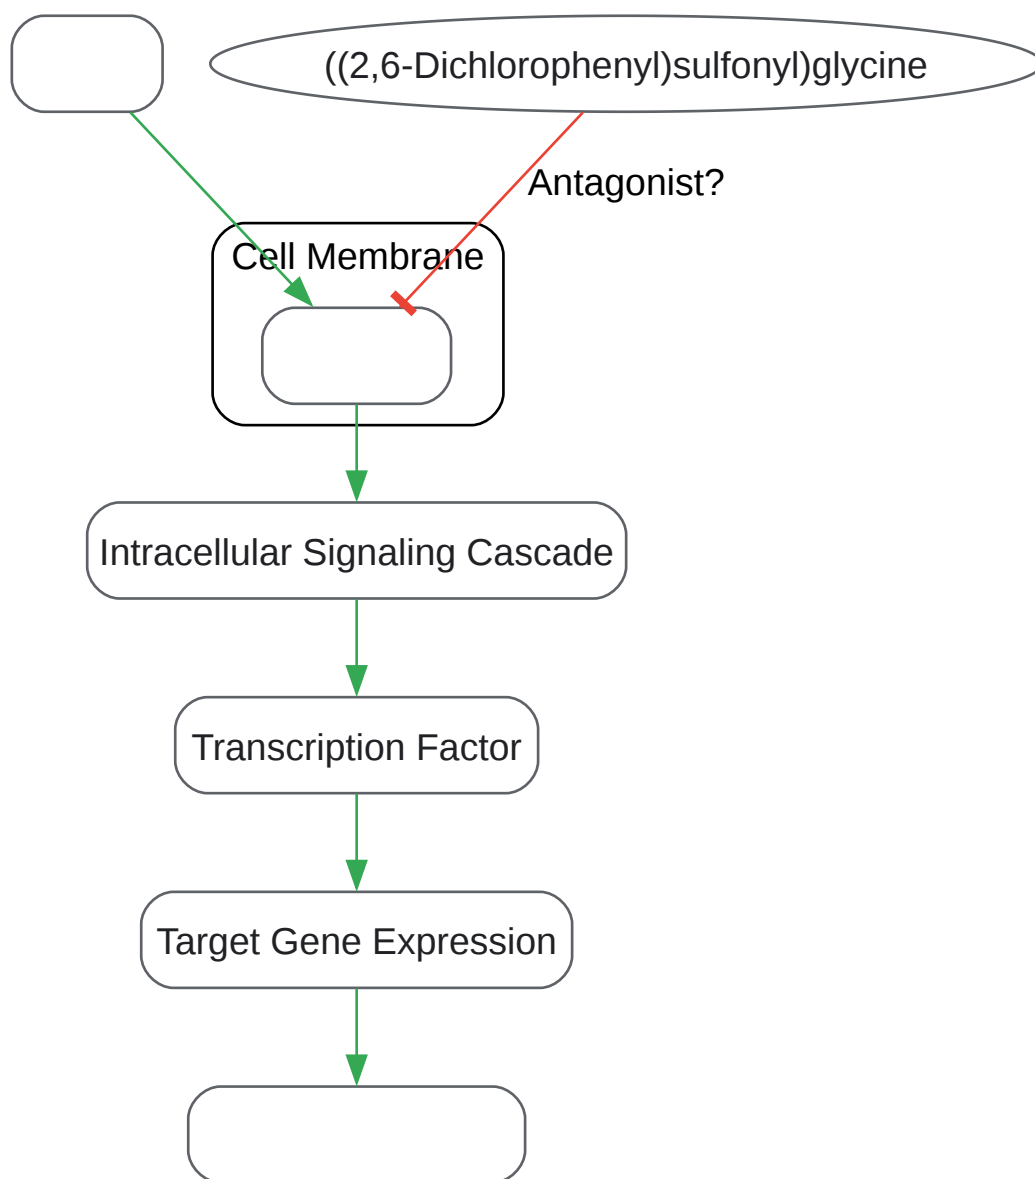 ((2,6-Dichlorophenyl)sulfonyl)glycine
Antagonist?
Cell Membrane
Intracellular Signaling Cascade
Transcription Factor
Target Gene Expression